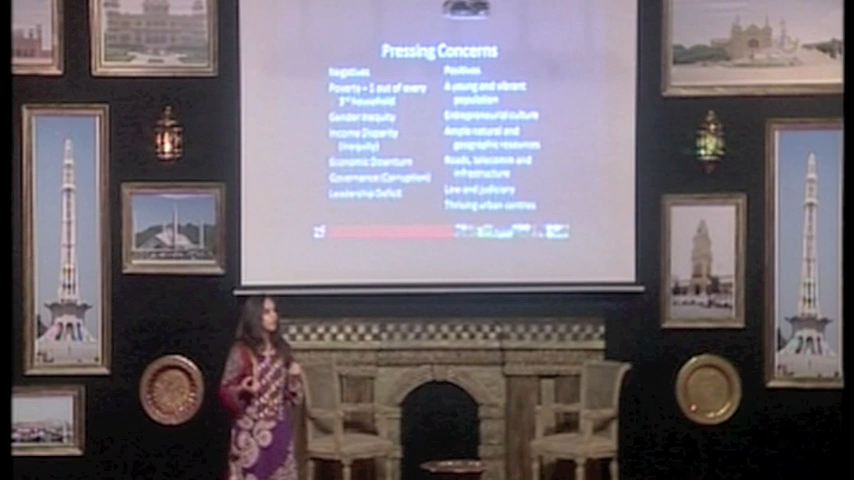 Pressing Concerns
Negatives
Poverty – 1 out of every
3rd household
Gender Inequity
Income Disparity
(Inequity)
Economic Downturn
Governance (Corruption)
Leadership Deficit
Positives
A young and vibrant
population
Entrepreneurial culture
Ample natural and
geographic resources
Roads, telecomm and
infrastructure
Law and judiciary
Thriving urban centres